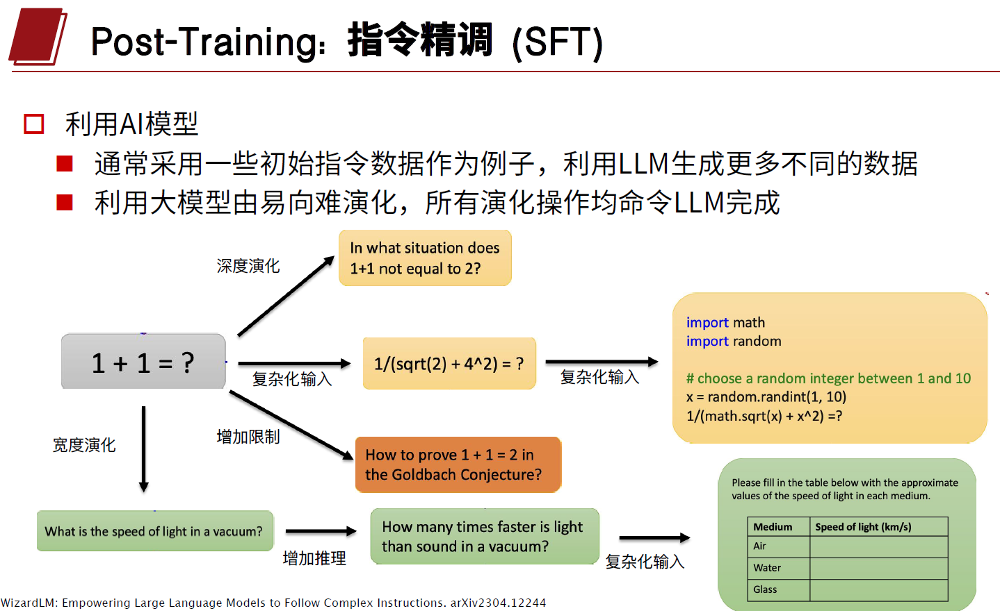 Post-Training：指令精调（SFT）
利用AI模型
通常采用一些初始指令数据作为例子，利用LLM生成更多不同的数据
利用大模型由易向难演化，所有演化操作均命令LLM完成
深度演化
In what situation does
1+1 not equal to 2?
1 + 1 = ?
复杂化输入
1/(sqrt(2) + 4^2) = ?
复杂化输入
import math
import random
# choose a random integer between 1 and 10
x = random.randint(1, 10)
1/(math.sqrt(x) + x^2) =?
增加限制
How to prove 1 + 1 = 2 in
the Goldbach Conjecture?
宽度演化
What is the speed of light in a vacuum?
增加推理
How many times faster is light
than sound in a vacuum?
复杂化输入
Please fill in the table below with the approximate
values of the speed of light in each medium.
Medium Speed of light (km/s)
Air
Water
Glass
WizardLM: Empowering Large Language Models to Follow Complex Instructions. arXiv2304.12244